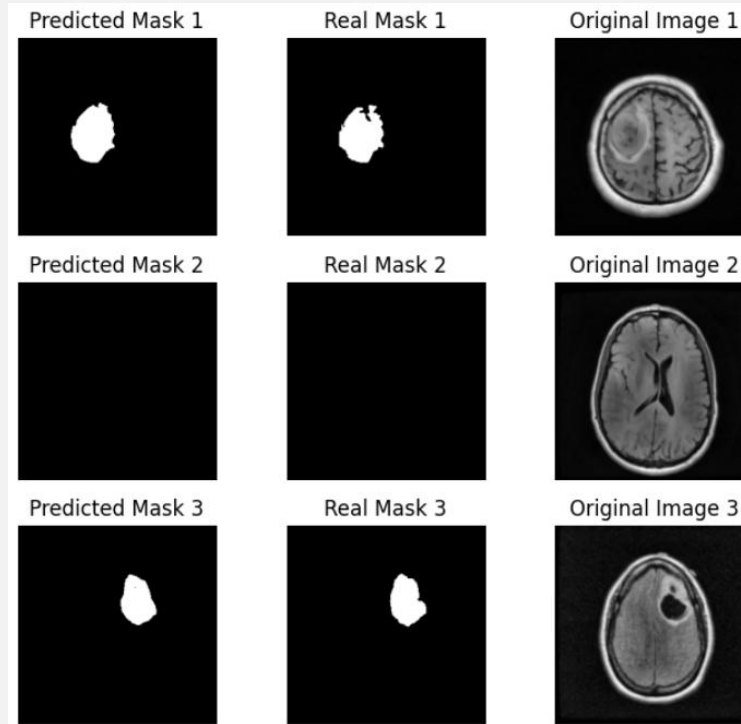 Predicted Mask 1 Real Mask 1 Original Image 1
Predicted Mask 2 Real Mask 2 Original Image 2
Predicted Mask 3 Real Mask 3 Original Image 3